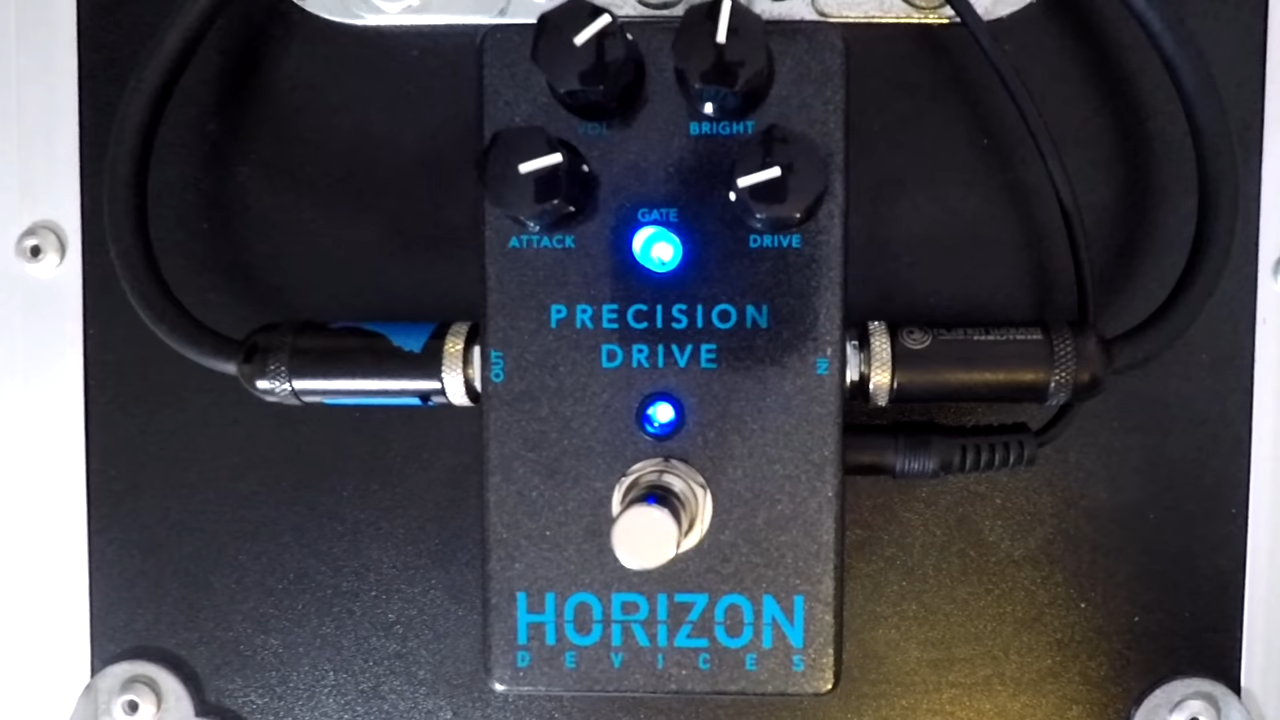 VOL
BRIGHT
ATTACK
GATE
DRIVE
PRECISION
DRIVE
OUT
IN
HORIZON
DEVICES